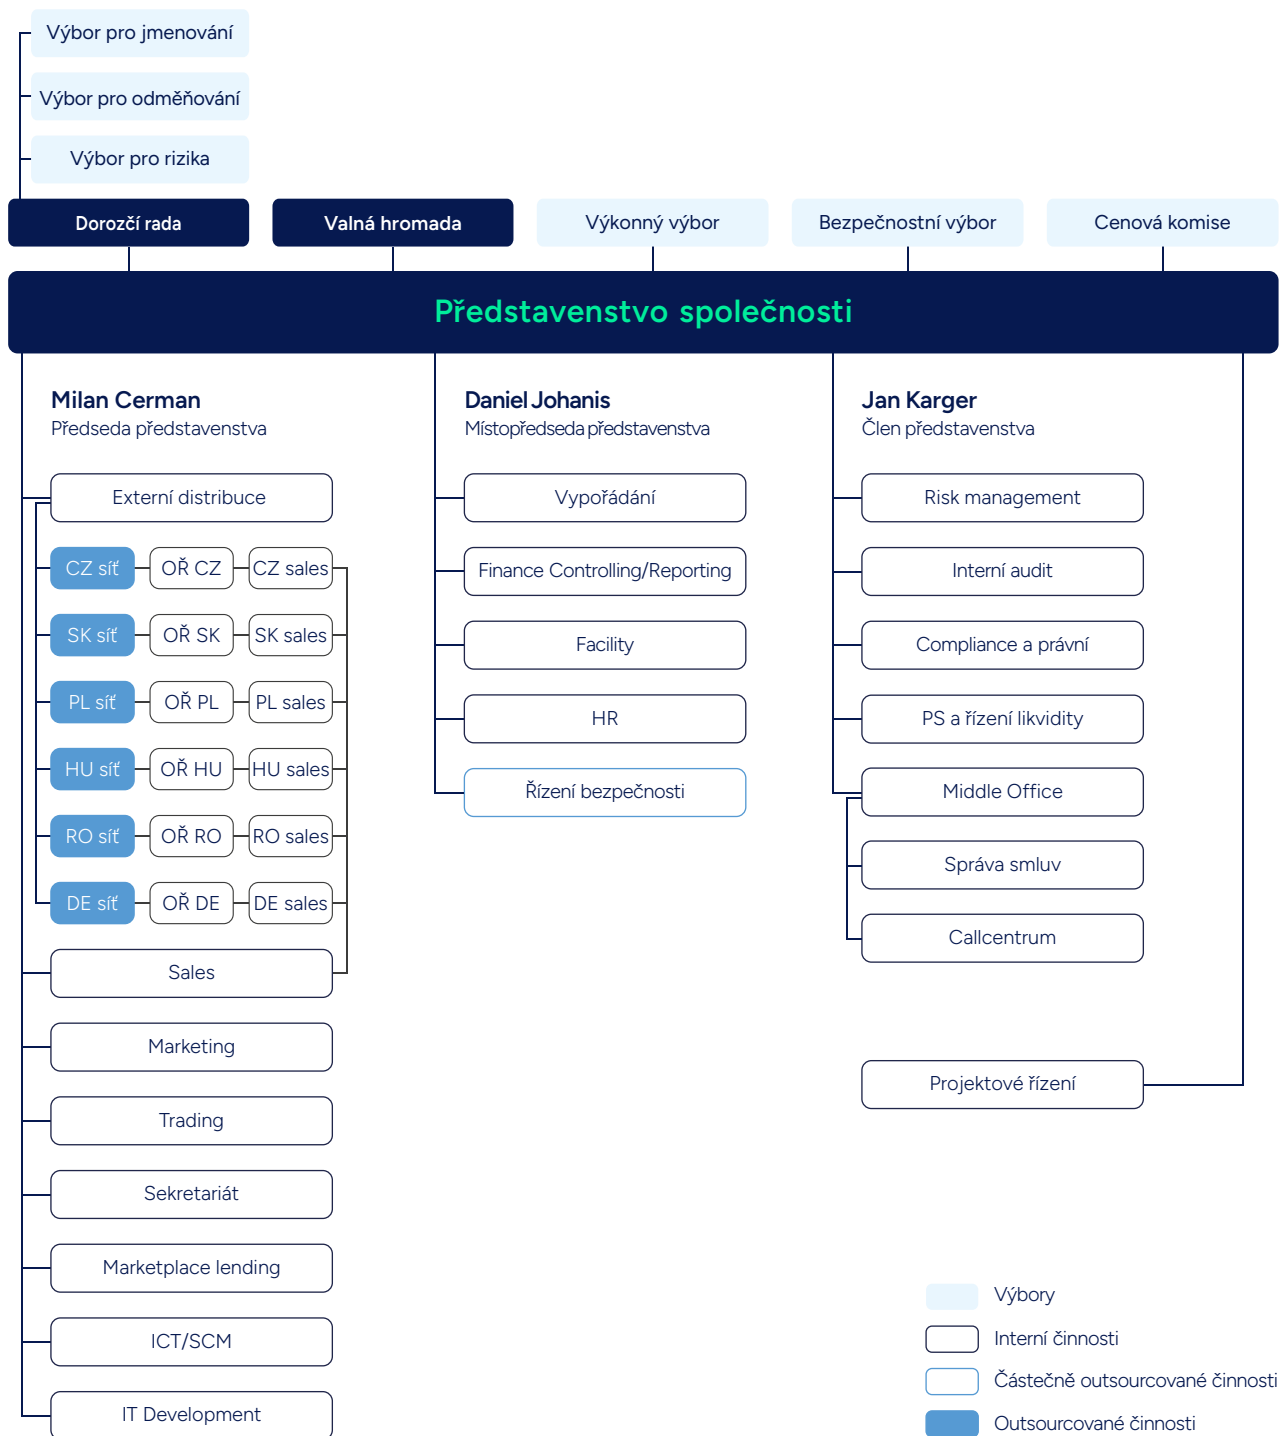 Výbor pro jmenování
Výbor pro odměňování
Výbor pro rizika
Dorozčí rada
Valná hromada
Výkonný výbor
Bezpečnostní výbor
Cenová komise
Představenstvo společnosti
Milan Cerman
Předseda představenstva
Externí distribuce
CZ síť
OŘ CZ
CZ sales
SK síť
OŘ SK
SK sales
PL síť
OŘ PL
PL sales
HU síť
OŘ HU
HU sales
RO síť
OŘ RO
RO sales
DE síť
OŘ DE
DE sales
Sales
Marketing
Trading
Sekretariát
Marketplace lending
ICT/SCM
IT Development
Daniel Johanis
Místopředseda představenstva
Vypořádání
Finance Controlling/Reporting
Facility
HR
Řízení bezpečnosti
Jan Karger
Člen představenstva
Risk management
Interní audit
Compliance a právní
PS a řízení likvidity
Middle Office
Správa smluv
Callcentrum
Projektové řízení
Výbory
Interní činnosti
Částečně outsourcované činnosti
Outsourcované činnosti